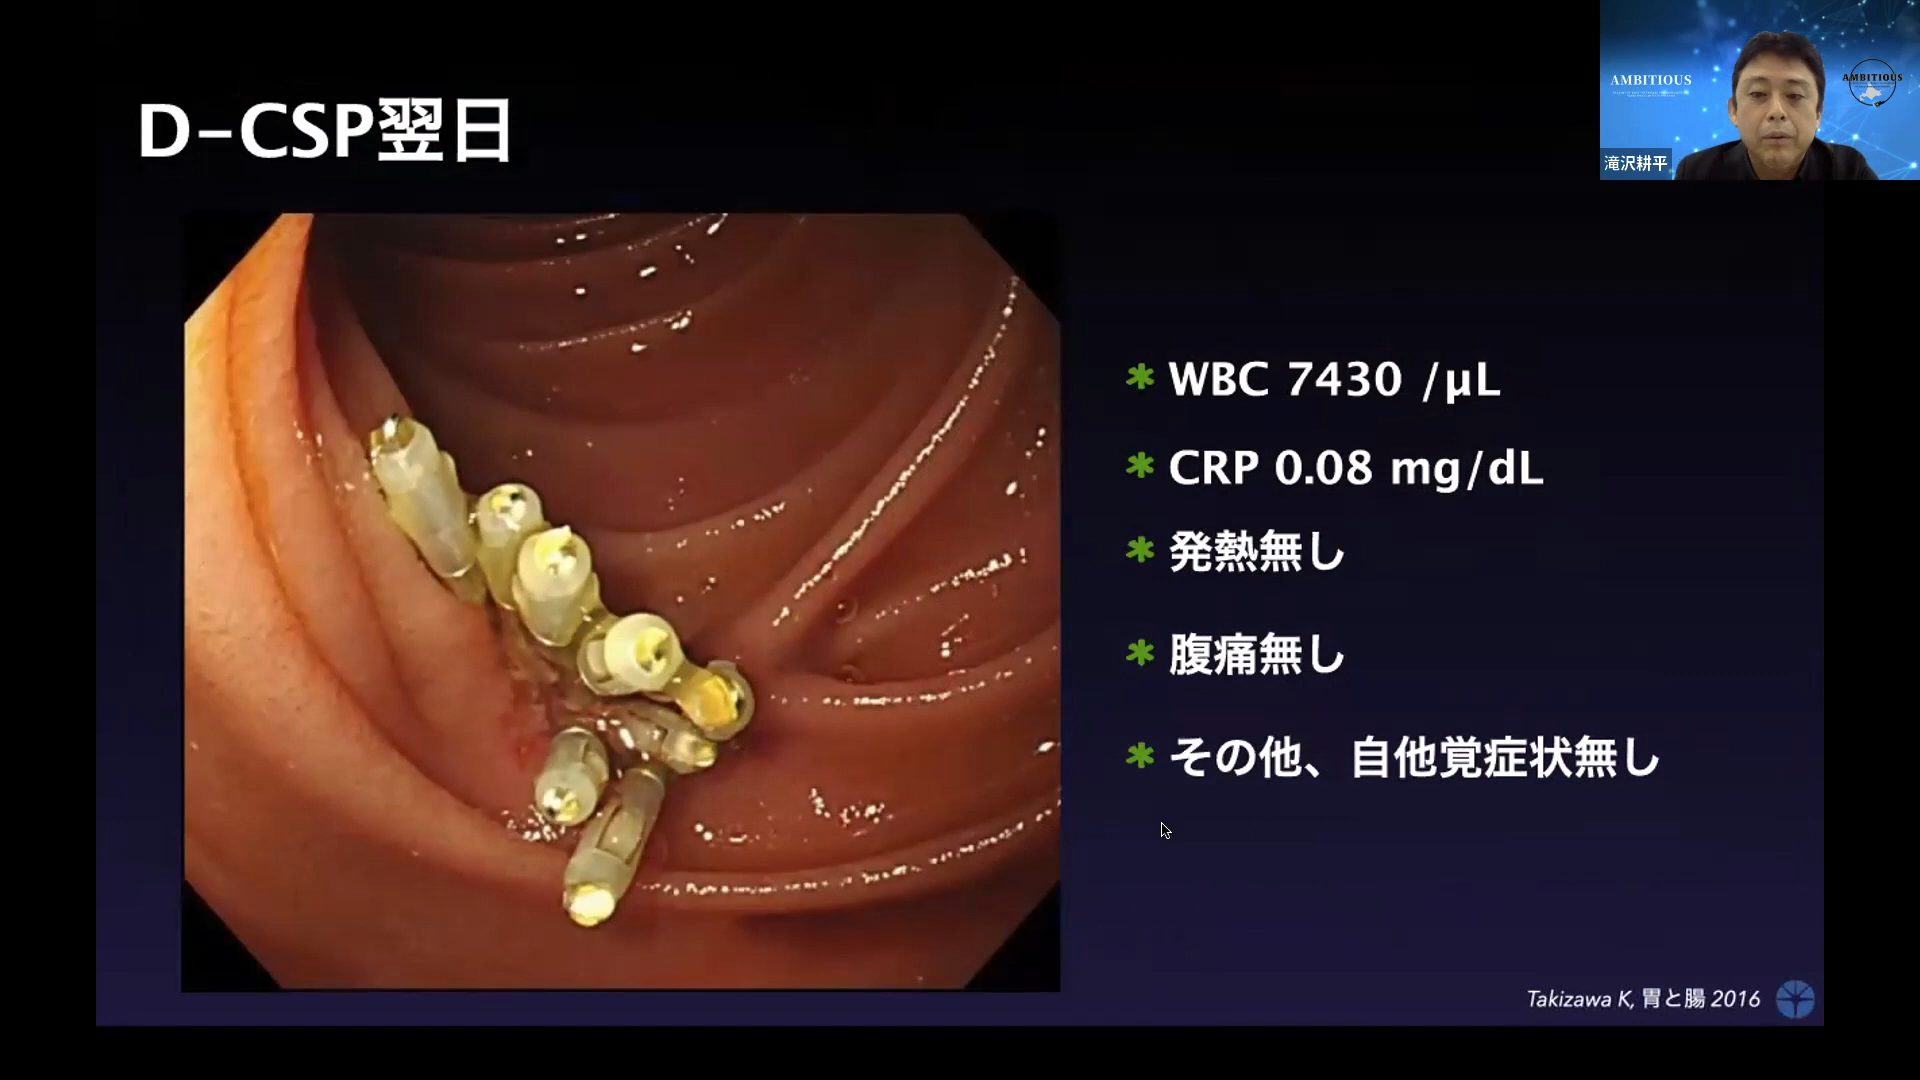 D-CSP翌日
AMBITIOUS
AMBITIOUS
滝沢耕平
* WBC 7430 /μL
* CRP 0.08 mg/dL
* 発熱無し
* 腹痛無し
* その他、自他覚症状無し
Takizawa K, 胃と腸 2016